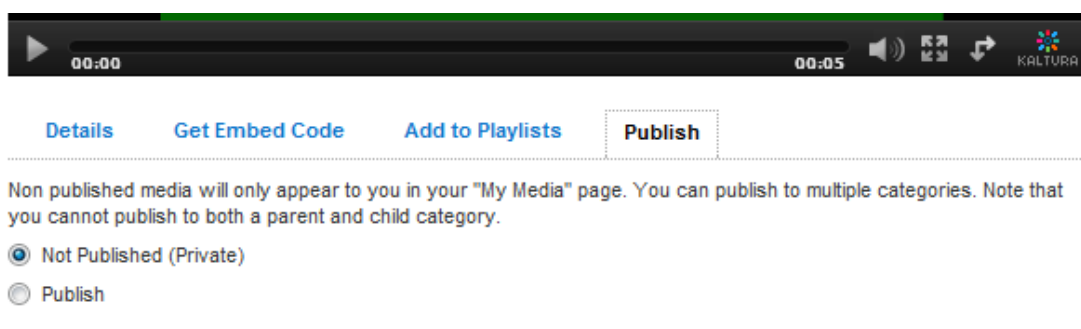 00:00
00:05
KALTURA
Details
Get Embed Code
Add to Playlists
Publish
Non published media will only appear to you in your "My Media" page. You can publish to multiple categories. Note that
you cannot publish to both a parent and child category.
Not Published (Private)
Publish